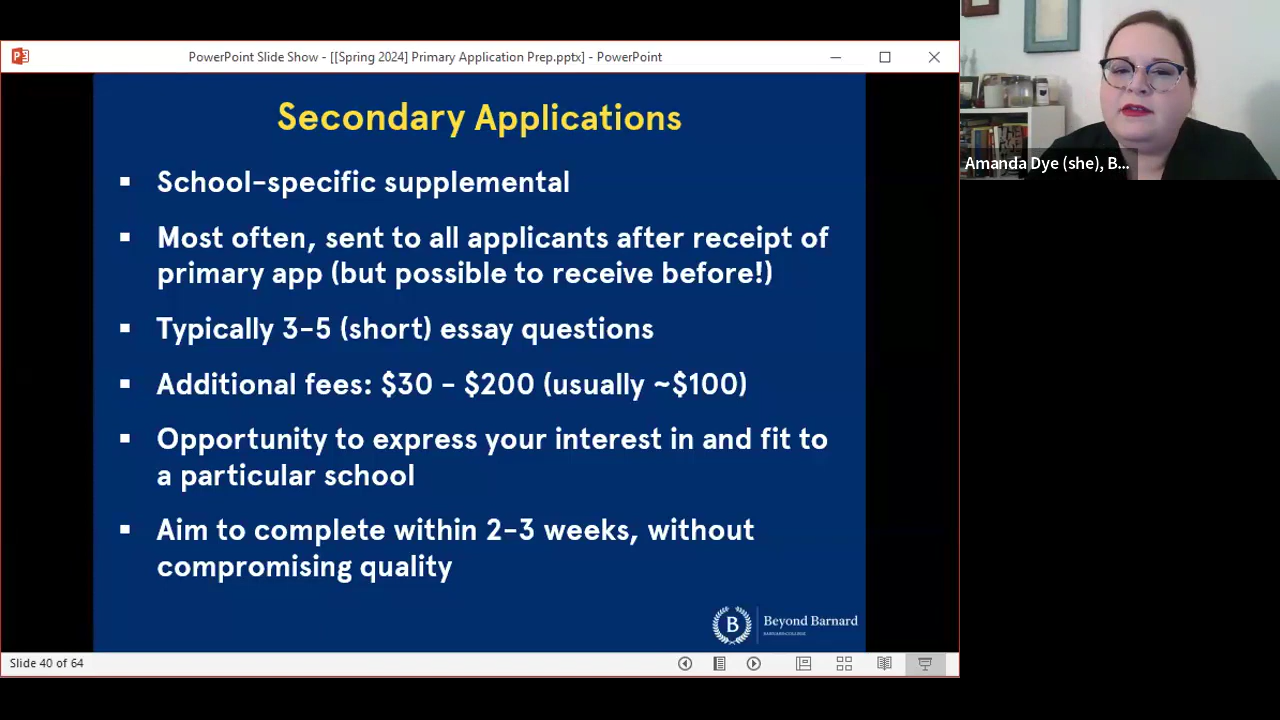 PowerPoint Slide Show - [[Spring 2024] Primary Application Prep.pptx] - PowerPoint
Secondary Applications
▪ School-specific supplemental
▪ Most often, sent to all applicants after receipt of
primary app (but possible to receive before!)
▪ Typically 3-5 (short) essay questions
▪ Additional fees: $30 - $200 (usually ~$100)
▪ Opportunity to express your interest in and fit to
a particular school
▪ Aim to complete within 2-3 weeks, without
compromising quality
B
Beyond Barnard
BARNARD COLLEGE
Slide 40 of 64
Amanda Dye (she), B...